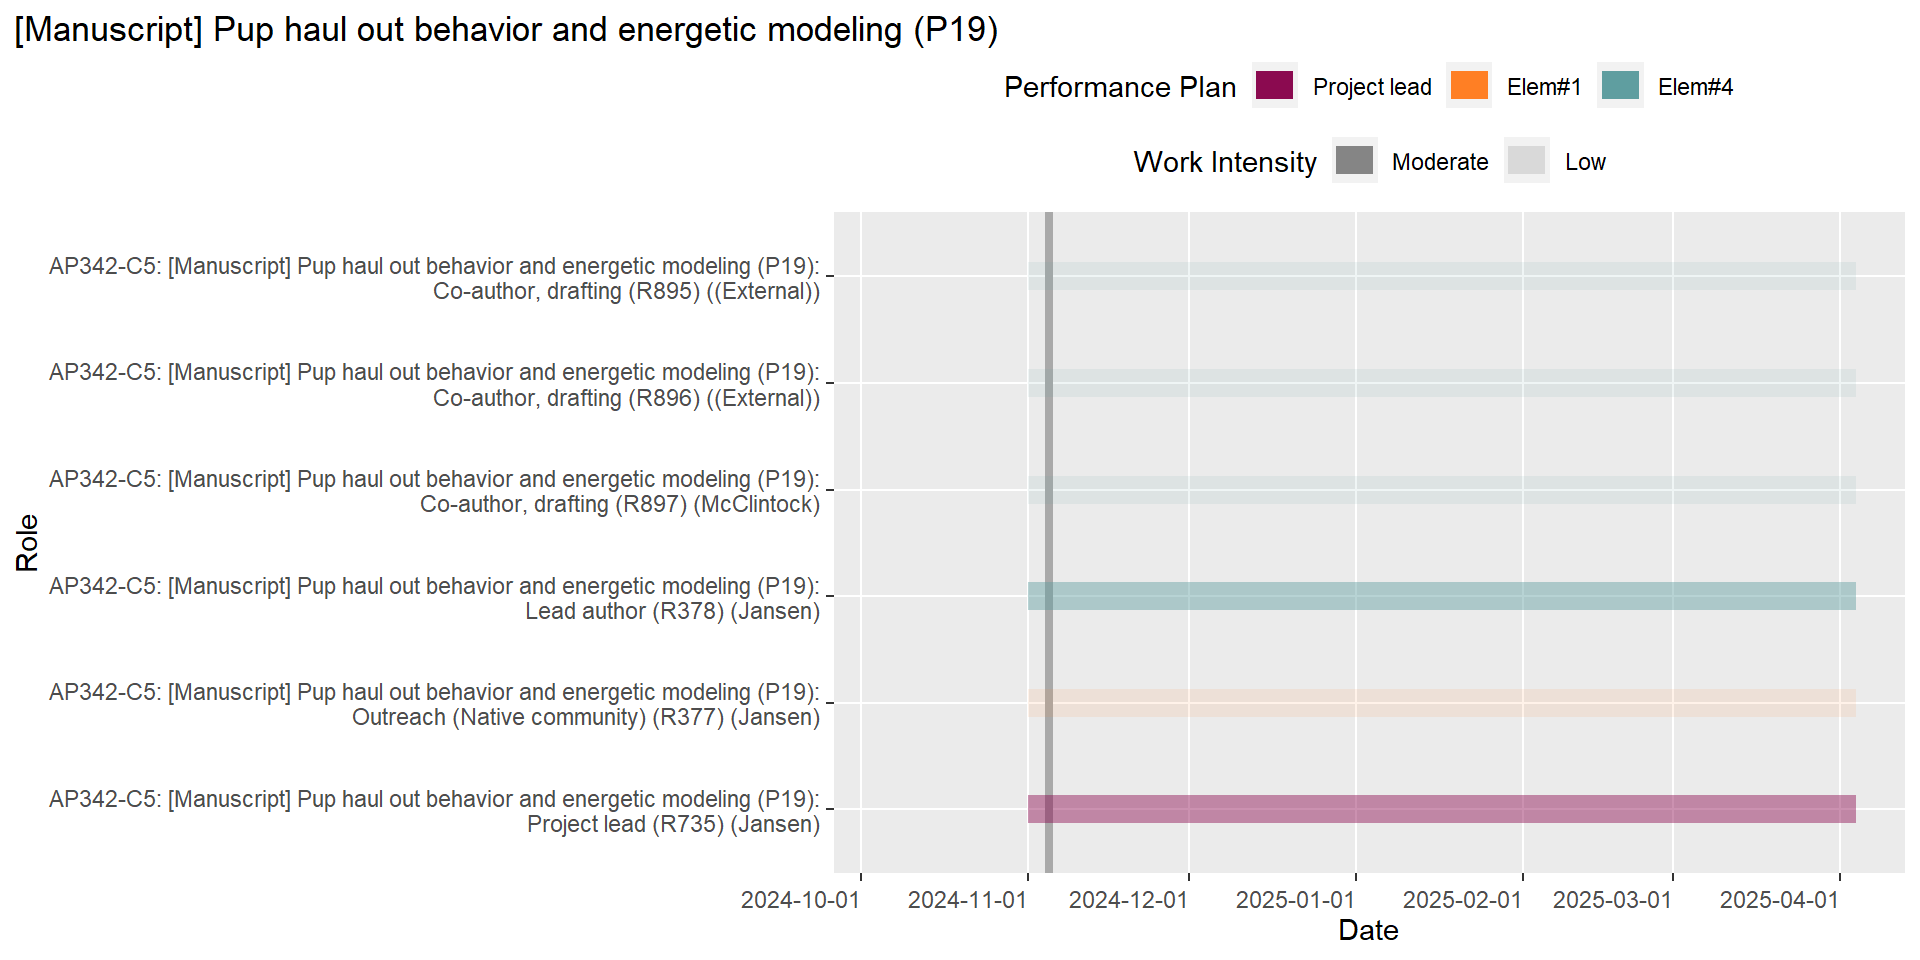 [Manuscript] Pup haul out behavior and energetic modeling (P19)
Performance Plan Project lead Elem#1 Elem#4
Work Intensity Moderate Low
AP342-C5: [Manuscript] Pup haul out behavior and energetic modeling (P19):
Co-author, drafting (R895) ((External))
AP342-C5: [Manuscript] Pup haul out behavior and energetic modeling (P19):
Co-author, drafting (R896) ((External))
AP342-C5: [Manuscript] Pup haul out behavior and energetic modeling (P19):
Co-author, drafting (R897) (McClintock)
AP342-C5: [Manuscript] Pup haul out behavior and energetic modeling (P19):
Lead author (R378) (Jansen)
AP342-C5: [Manuscript] Pup haul out behavior and energetic modeling (P19):
Outreach (Native community) (R377) (Jansen)
AP342-C5: [Manuscript] Pup haul out behavior and energetic modeling (P19):
Project lead (R735) (Jansen)
Role
2024-10-01 2024-11-01 2024-12-01 2025-01-01 2025-02-01 2025-03-01 2025-04-01
Date